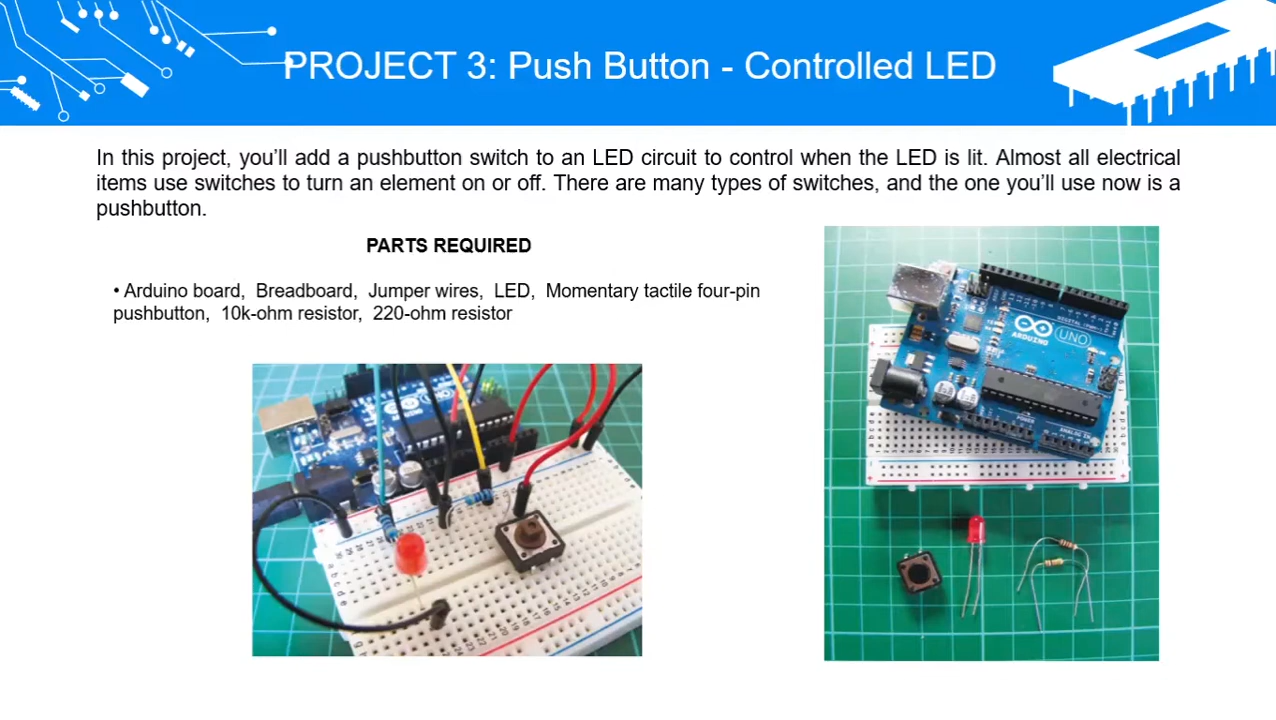 PROJECT 3: Push Button - Controlled LED
In this project, you’ll add a pushbutton switch to an LED circuit to control when the LED is lit. Almost all electrical
items use switches to turn an element on or off. There are many types of switches, and the one you’ll use now is a
pushbutton.
PARTS REQUIRED
• Arduino board, Breadboard, Jumper wires, LED, Momentary tactile four-pin
pushbutton, 10k-ohm resistor, 220-ohm resistor
ARDUINO
UNO
ANALOG IN